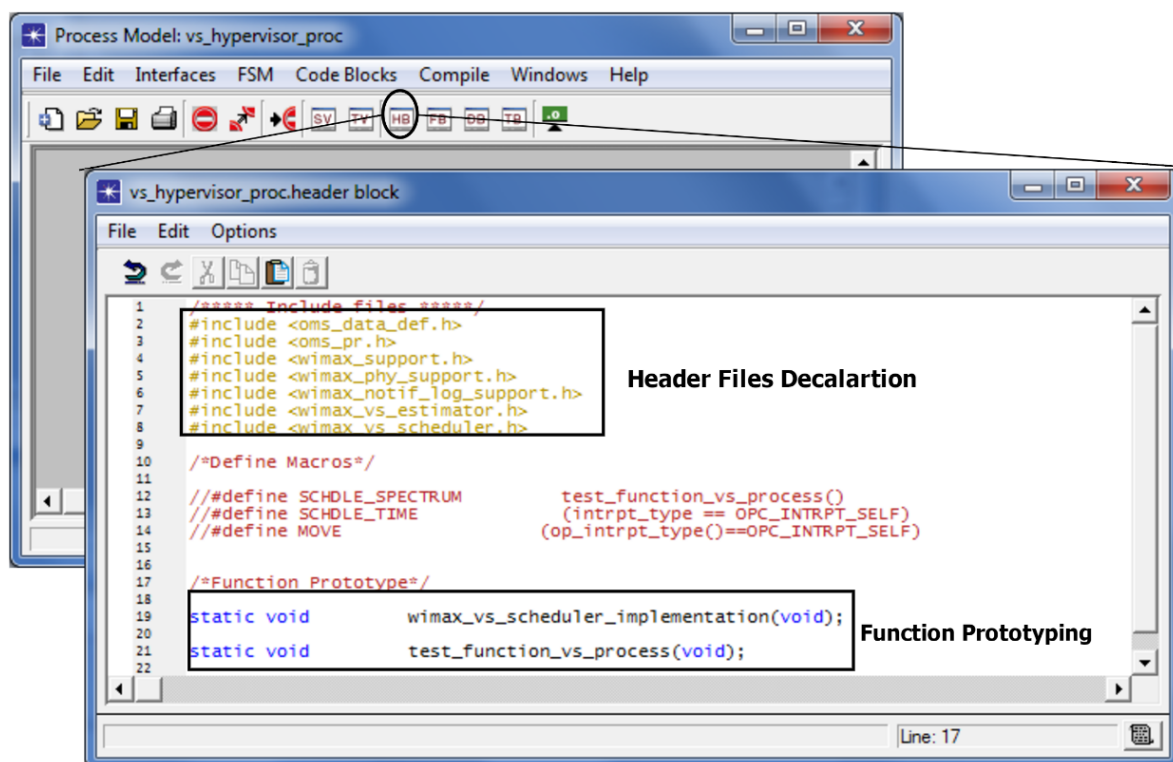 Process Model: vs_hypervisor_proc
File Edit Interfaces FSM Code Blocks Compile Windows Help
SV TV HB FB DB TB .0
vs_hypervisor_proc.header block
File Edit Options
1 /***** Include files *****/
2 #include <oms_data_def.h>
3 #include <oms_pr.h>
4 #include <wimax_support.h>
5 #include <wimax_phy_support.h>
6 #include <wimax_notif_log_support.h>
7 #include <wimax_vs_estimator.h>
8 #include <wimax_vs_scheduler.h>
Header Files Decalartion
9
10 /*Define Macros*/
11
12 //#define SCHDLE_SPECTRUM test_function_vs_process()
13 //#define SCHDLE_TIME (intrpt_type == OPC_INTRPT_SELF)
14 //#define MOVE (op_intrpt_type()==OPC_INTRPT_SELF)
15
16
17 /*Function Prototype*/
18
19 static void wimax_vs_scheduler_implementation(void);
20
21 static void test_function_vs_process(void);
22
Function Prototyping
Line: 17